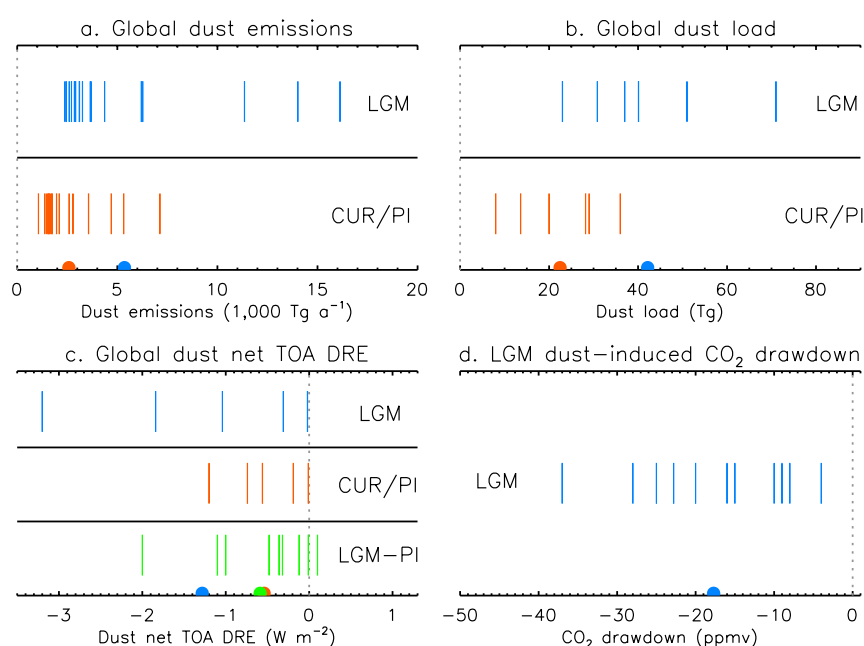 a. Global dust emissions
LGM
CUR/PI
0 5 10 15 20
Dust emissions (1,000 Tg a⁻¹)
b. Global dust load
LGM
CUR/PI
0 20 40 60 80
Dust load (Tg)
c. Global dust net TOA DRE
LGM
CUR/PI
LGM−PI
−3 −2 −1 0 1
Dust net TOA DRE (W m⁻²)
d. LGM dust−induced CO₂ drawdown
LGM
−50 −40 −30 −20 −10 0
CO₂ drawdown (ppmv)